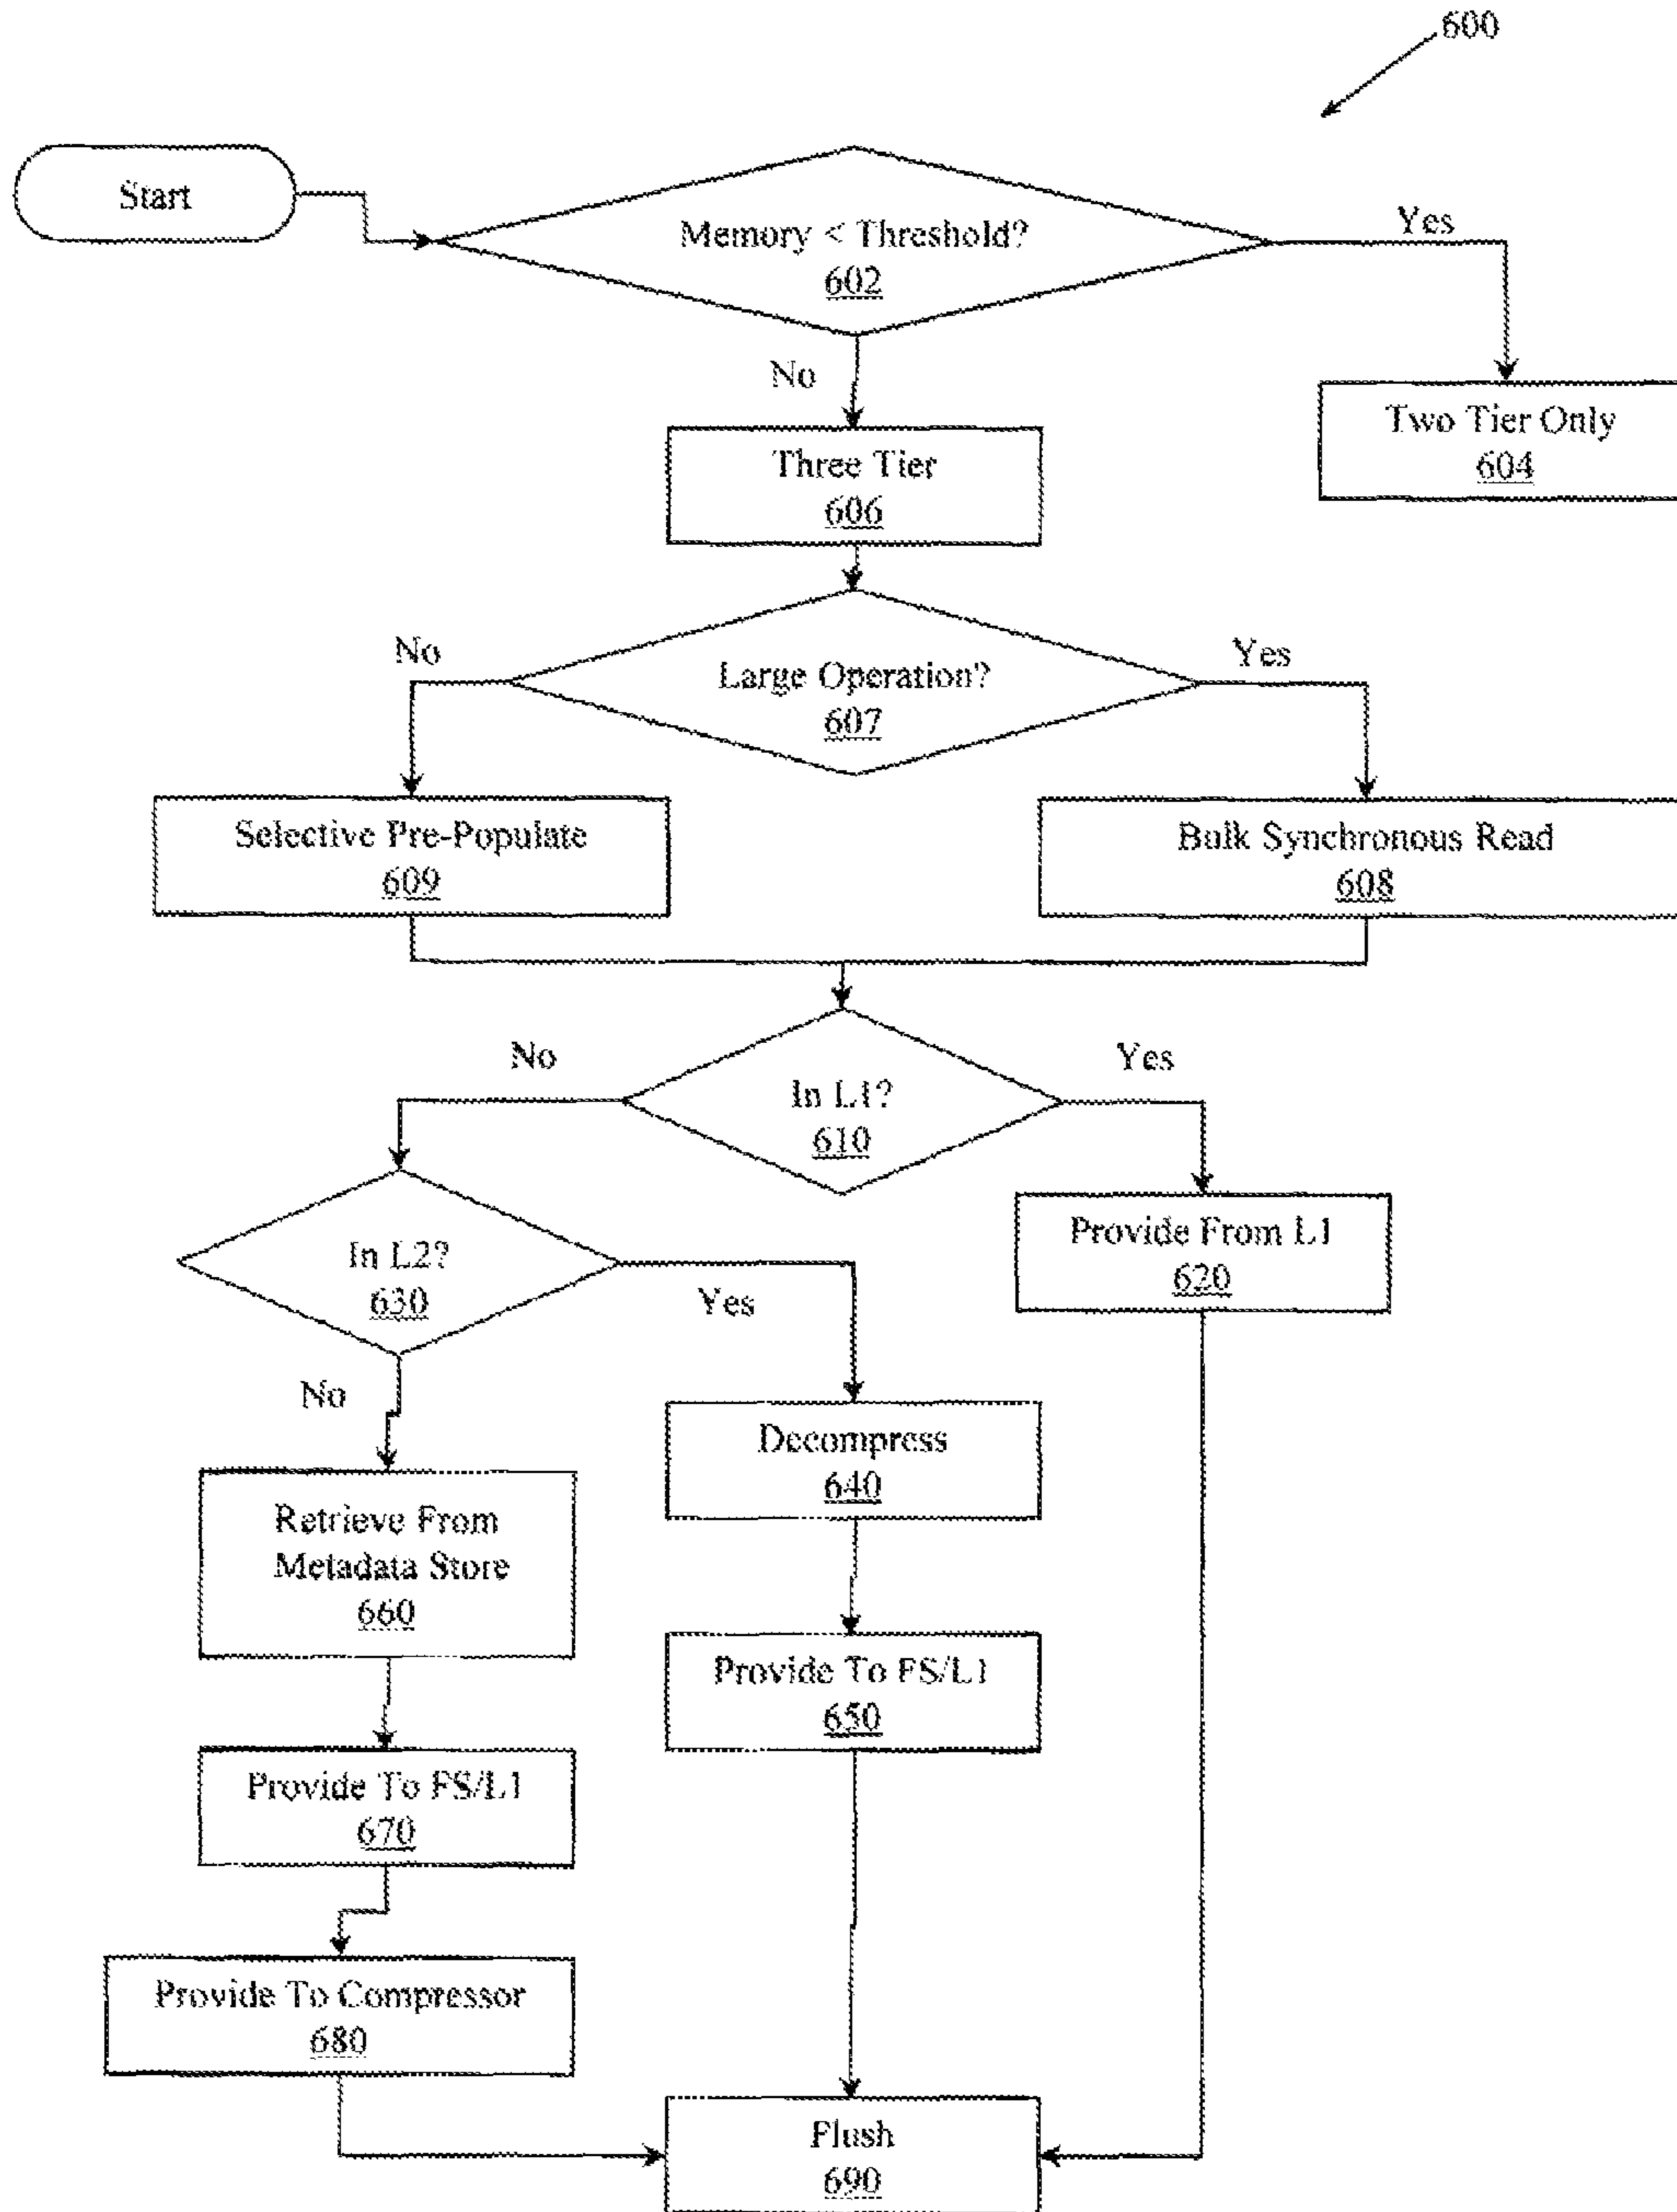 600
Start
Memory < Threshold?
602
Yes
No
Two Tier Only
604
Three Tier
606
No
Large Operation?
607
Yes
Selective Pre-Populate
609
Bulk Synchronous Read
608
No
In L1?
610
Yes
Provide From L1
620
In L2?
630
Yes
No
Decompress
640
Retrieve From
Metadata Store
660
Provide To FS/L1
650
Provide To FS/L1
670
Provide To Compressor
680
Flush
690